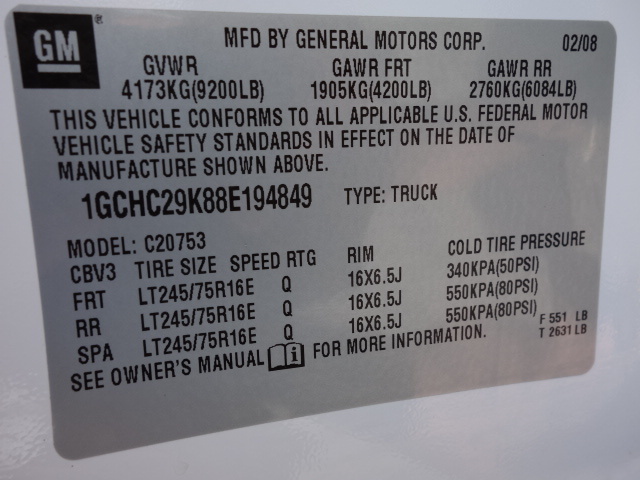 GM ®
MFD BY GENERAL MOTORS CORP. 02/08
GVWR GAWR FRT GAWR RR
4173KG(9200LB) 1905KG(4200LB) 2760KG(6084LB)
THIS VEHICLE CONFORMS TO ALL APPLICABLE U.S. FEDERAL MOTOR
VEHICLE SAFETY STANDARDS IN EFFECT ON THE DATE OF
MANUFACTURE SHOWN ABOVE.
1GCHC29K88E194849 TYPE: TRUCK
MODEL: C20753
CBV3 TIRE SIZE SPEED RTG RIM COLD TIRE PRESSURE
FRT LT245/75R16E Q 16X6.5J 340KPA(50PSI)
RR LT245/75R16E Q 16X6.5J 550KPA(80PSI)
SPA LT245/75R16E Q 16X6.5J 550KPA(80PSI)
F 551 LB
T 2631 LB
SEE OWNER'S MANUAL i FOR MORE INFORMATION.